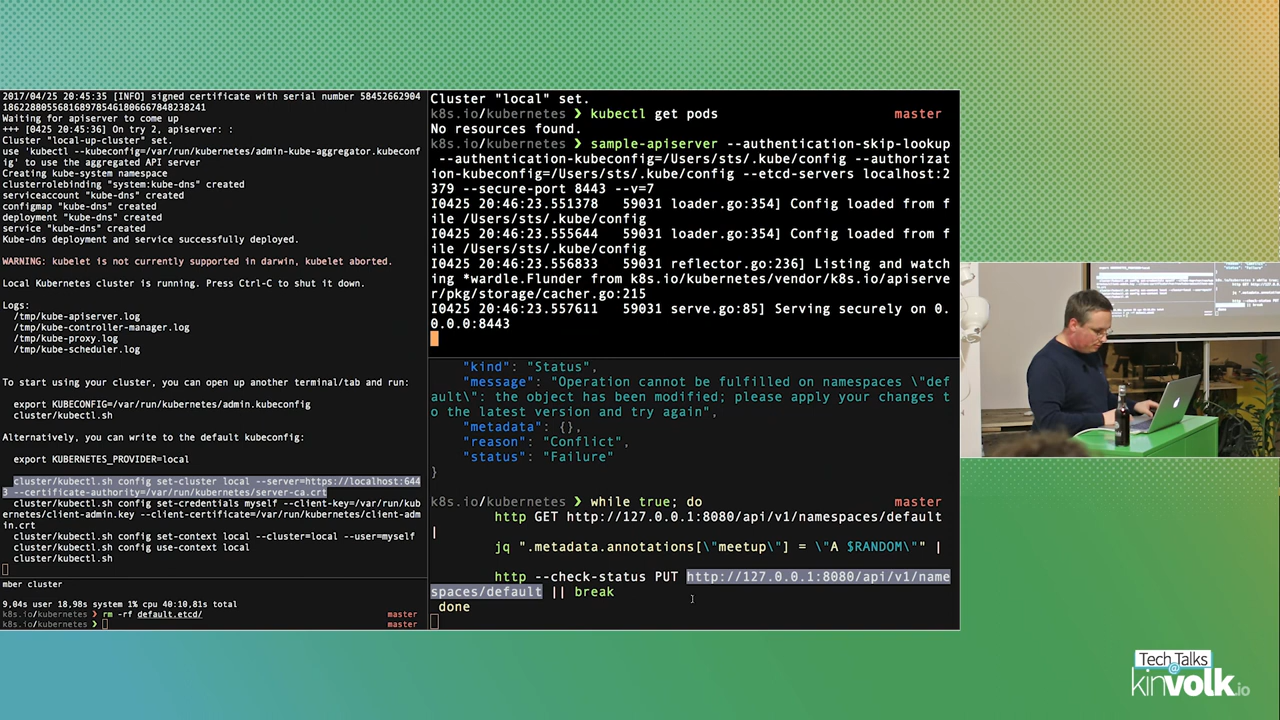 2017/04/25 20:45:35 [INFO] signed certificate with serial number 58452662904
186228805568168978546180666784823824​1
Waiting for apiserver to come up
+++ [0425 20:45:36] On try 2, apiserver: :
Cluster "local-up-cluster" set.
use 'kubectl --kubeconfig=/var/run/kubernetes/admin-kube-aggregator.kubeconf
ig' to use the aggregated API server
Creating kube-system namespace
clusterrolebinding "system:kube-dns" created
serviceaccount "kube-dns" created
configmap "kube-dns" created
deployment "kube-dns" created
service "kube-dns" created
Kube-dns deployment and service successfully deployed.
WARNING: kubelet is not currently supported in darwin, kubelet aborted.
Local Kubernetes cluster is running. Press Ctrl-C to shut it down.
Logs:
/tmp/kube-apiserver.log
/tmp/kube-controller-manager.log
/tmp/kube-proxy.log
/tmp/kube-scheduler.log
To start using your cluster, you can open up another terminal/tab and run:
export KUBECONFIG=/var/run/kubernetes/admin.kubeconfig
cluster/kubectl.sh
Alternatively, you can write to the default kubeconfig:
export KUBERNETES_PROVIDER=local
cluster/kubectl.sh config set-cluster local --server=https://localhost:644
3 --certificate-authority=/var/run/kubernetes/server-ca.crt
cluster/kubectl.sh config set-credentials myself --client-key=/var/run/kub
ernetes/client-admin.key --client-certificate=/var/run/kubernetes/client-adm
in.crt
cluster/kubectl.sh config set-context local --cluster=local --user=myself
cluster/kubectl.sh config use-context local
cluster/kubectl.sh
mber cluster
9,04s user 18,98s system 1% cpu 40:10,81s total
k8s.io/kubernetes ❯ rm -rf default.etcd/ master
k8s.io/kubernetes ❯ master
Cluster "local" set.
k8s.io/kubernetes ❯ kubectl get pods master
No resources found.
k8s.io/kubernetes ❯ sample-apiserver --authentication-skip-lookup
--authentication-kubeconfig=/Users/sts/.kube/config --authorizat
ion-kubeconfig=/Users/sts/.kube/config --etcd-servers localhost:2
379 --secure-port 8443 --v=7
I0425 20:46:23.551378 59031 loader.go:354] Config loaded from f
ile /Users/sts/.kube/config
I0425 20:46:23.555644 59031 loader.go:354] Config loaded from f
ile /Users/sts/.kube/config
I0425 20:46:23.556833 59031 reflector.go:236] Listing and watch
ing *wardle.Flunder from k8s.io/kubernetes/vendor/k8s.io/apiserve
r/pkg/storage/cacher.go:215
I0425 20:46:23.557611 59031 serve.go:85] Serving securely on 0.
0.0.0:8443
"kind": "Status",
"message": "Operation cannot be fulfilled on namespaces \"def
ault\": the object has been modified; please apply your changes t
o the latest version and try again",
"metadata": {},
"reason": "Conflict",
"status": "Failure"
}
k8s.io/kubernetes ❯ while true; do master
http GET http://127.0.0.1:8080/api/v1/namespaces/default
|
jq ".metadata.annotations[\"meetup\"] = \"A $RANDOM\"" |
http --check-status PUT http://127.0.0.1:8080/api/v1/name
spaces/default || break
done
Tech Talks
@
kinvolk.io